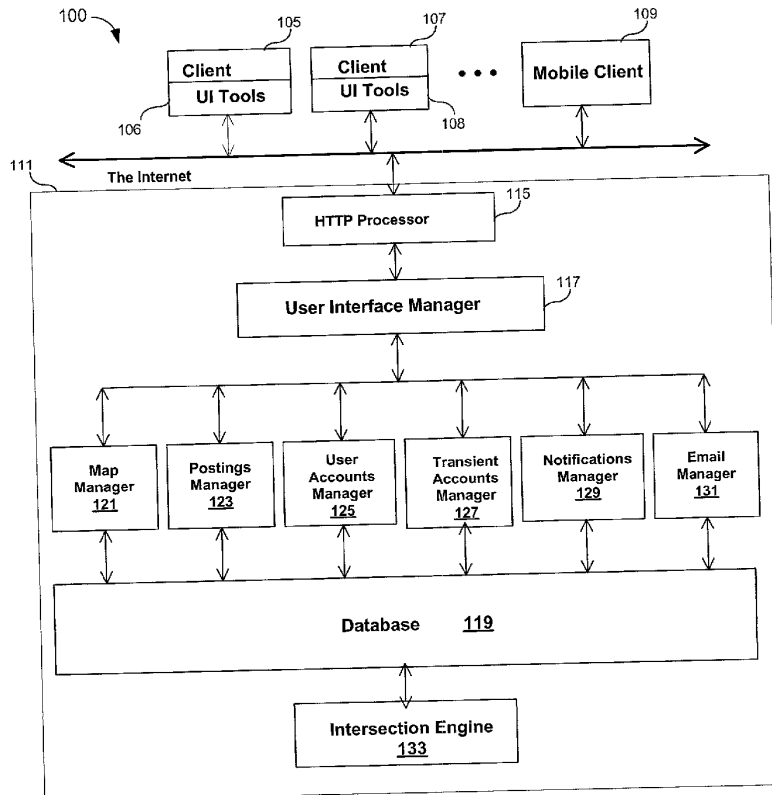 100
105
107
109
Client
UI Tools
106
Client
UI Tools
108
• • •
Mobile Client
111
The Internet
HTTP Processor
115
User Interface Manager
117
Map
Manager
121
Postings
Manager
123
User
Accounts
Manager
125
Transient
Accounts
Manager
127
Notifications
Manager
129
Email
Manager
131
Database 119
Intersection Engine
133